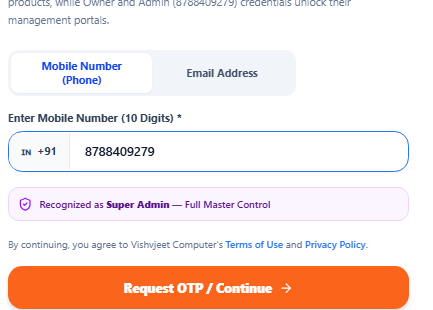 products, while Owner and Admin (8788409279) credentials unlock their
management portals.
Mobile Number
(Phone)
Email Address
Enter Mobile Number (10 Digits) *
IN +91
8788409279
Recognized as Super Admin — Full Master Control
By continuing, you agree to Vishvjeet Computer's Terms of Use and Privacy Policy.
Request OTP / Continue →